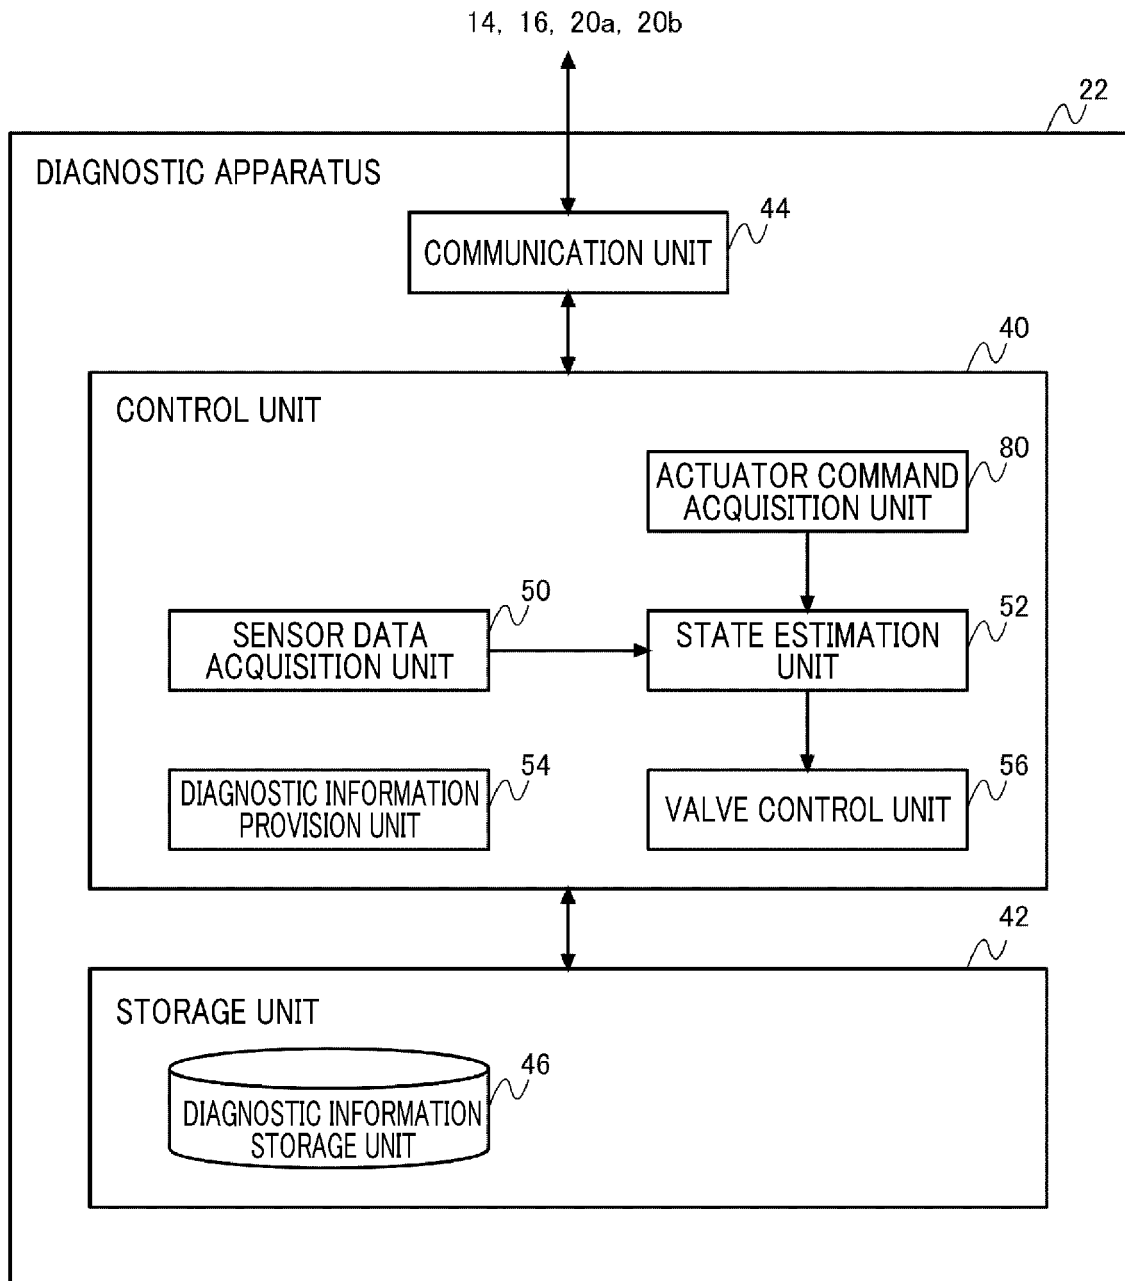 14, 16, 20a, 20b
22
DIAGNOSTIC APPARATUS
44
COMMUNICATION UNIT
40
CONTROL UNIT
80
ACTUATOR COMMAND
ACQUISITION UNIT
50
SENSOR DATA
ACQUISITION UNIT
52
STATE ESTIMATION
UNIT
54
DIAGNOSTIC INFORMATION
PROVISION UNIT
56
VALVE CONTROL UNIT
42
STORAGE UNIT
46
DIAGNOSTIC INFORMATION
STORAGE UNIT